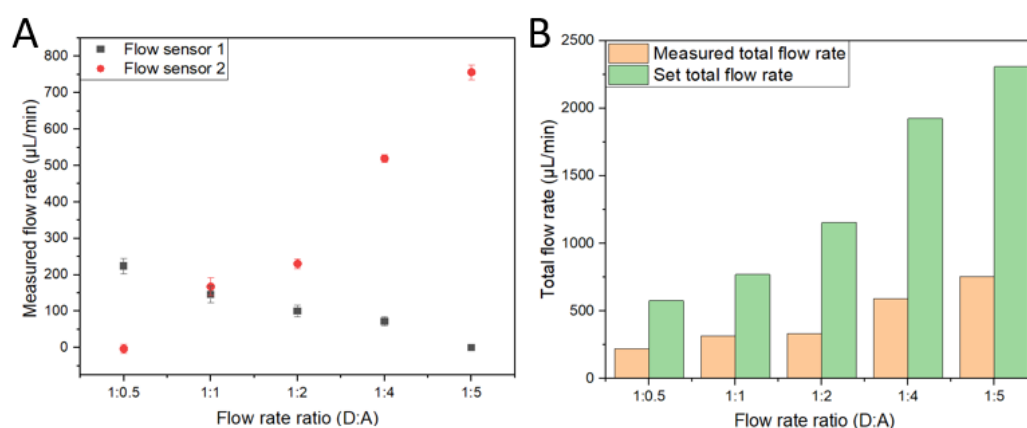 A
Flow sensor 1
Flow sensor 2
Measured flow rate (µL/min)
800
700
600
500
400
300
200
100
0
1:0.5 1:1 1:2 1:4 1:5
Flow rate ratio (D:A)
B
Measured total flow rate
Set total flow rate
Total flow rate (µL/min)
2500
2000
1500
1000
500
0
1:0.5 1:1 1:2 1:4 1:5
Flow rate ratio (D:A)